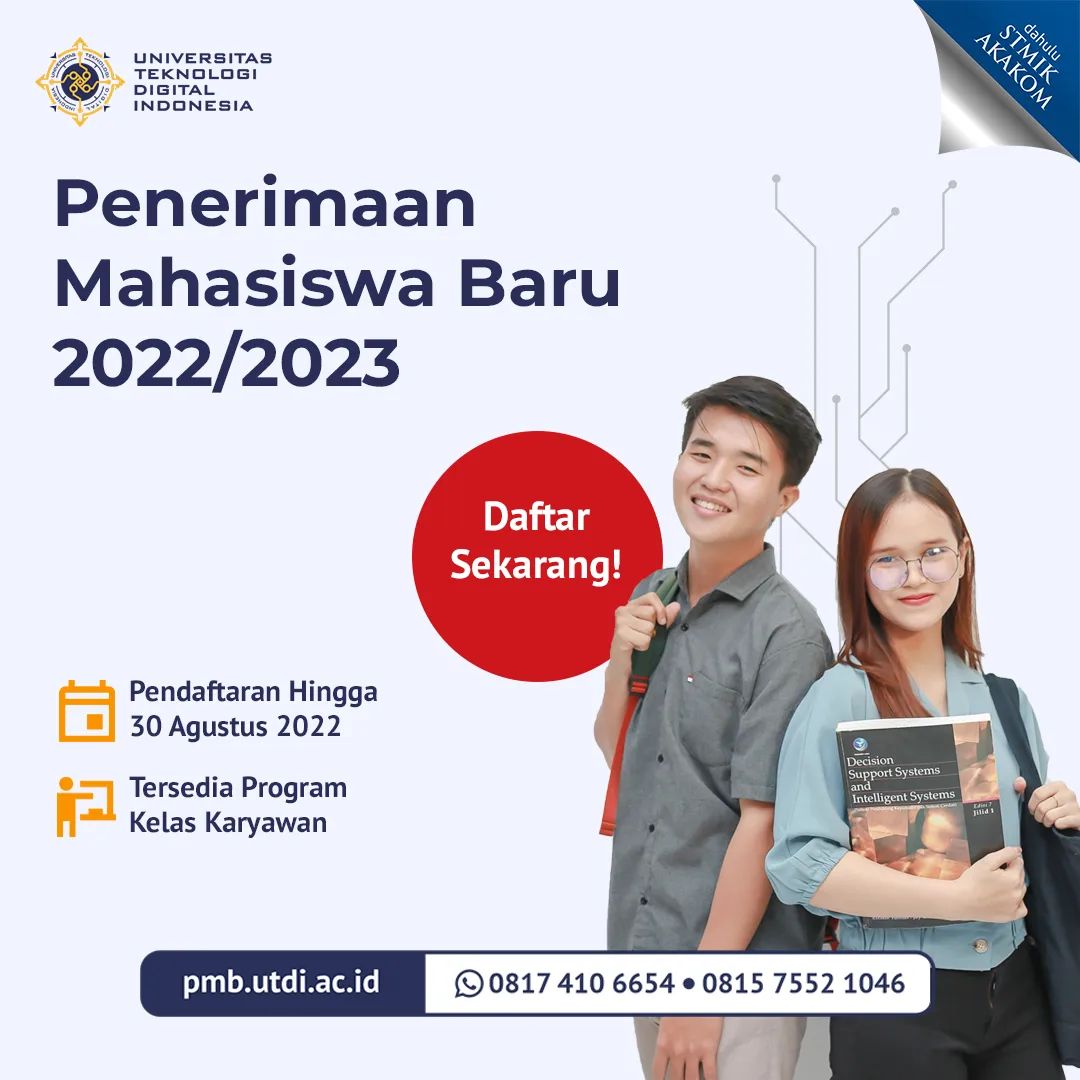 UNIVERSITAS
TEKNOLOGI
DIGITAL
INDONESIA
dahulu
STMIK
AKAKOM
Penerimaan
Mahasiswa Baru
2022/2023
Daftar
Sekarang!
Pendaftaran Hingga
30 Agustus 2022
Tersedia Program
Kelas Karyawan
Decision
Support Systems
and
Intelligent Systems
Edisi 7
Jilid 1
pmb.utdi.ac.id
0817 410 6654 • 0815 7552 1046